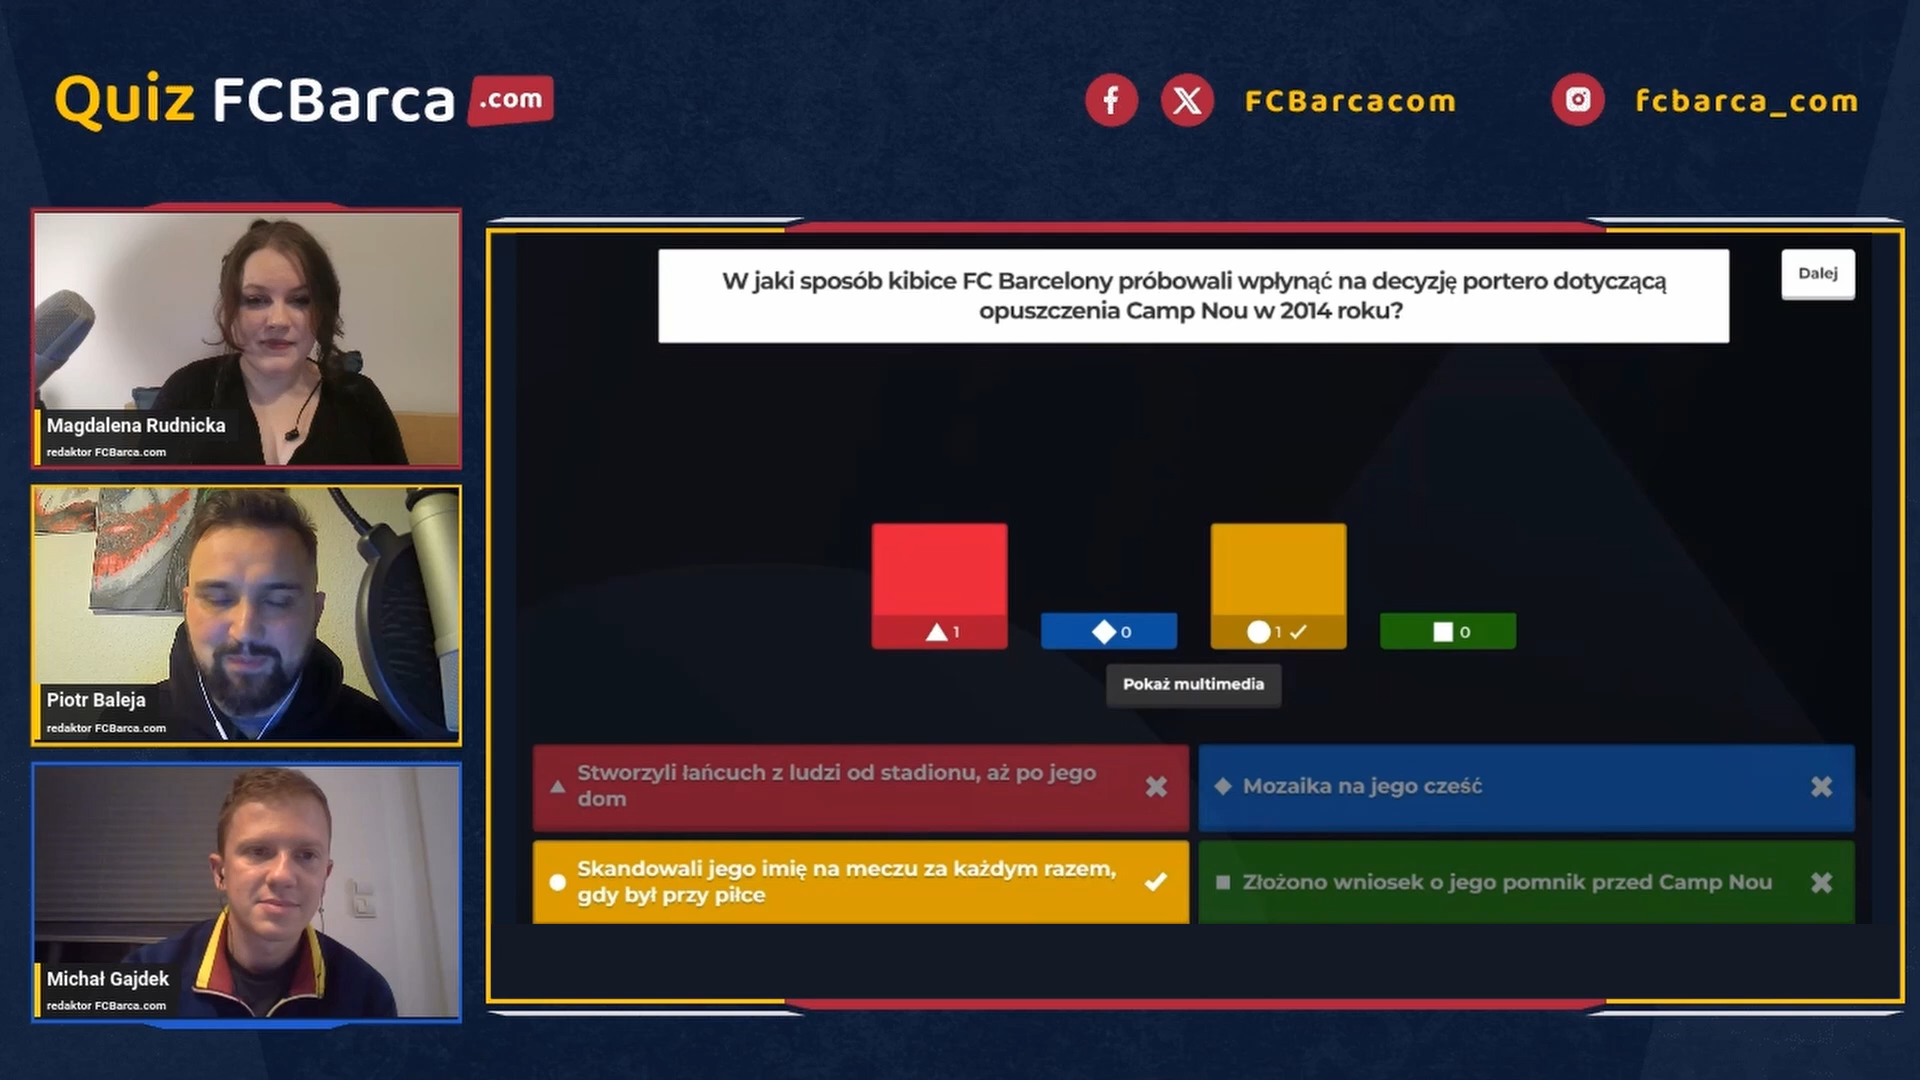 Quiz FCBarca .com
FCBarcacom
fcbarca_com
Magdalena Rudnicka
redaktor FCBarca.com
Piotr Baleja
redaktor FCBarca.com
Michał Gajdek
redaktor FCBarca.com
W jaki sposób kibice FC Barcelony próbowali wpłynąć na decyzję portero dotyczącą
opuszczenia Camp Nou w 2014 roku?
Dalej
1
0
1
0
Pokaż multimedia
Stworzyli łańcuch z ludzi od stadionu, aż po jego
dom
Mozaika na jego cześć
Skandowali jego imię na meczu za każdym razem,
gdy był przy piłce
Złożono wniosek o jego pomnik przed Camp Nou